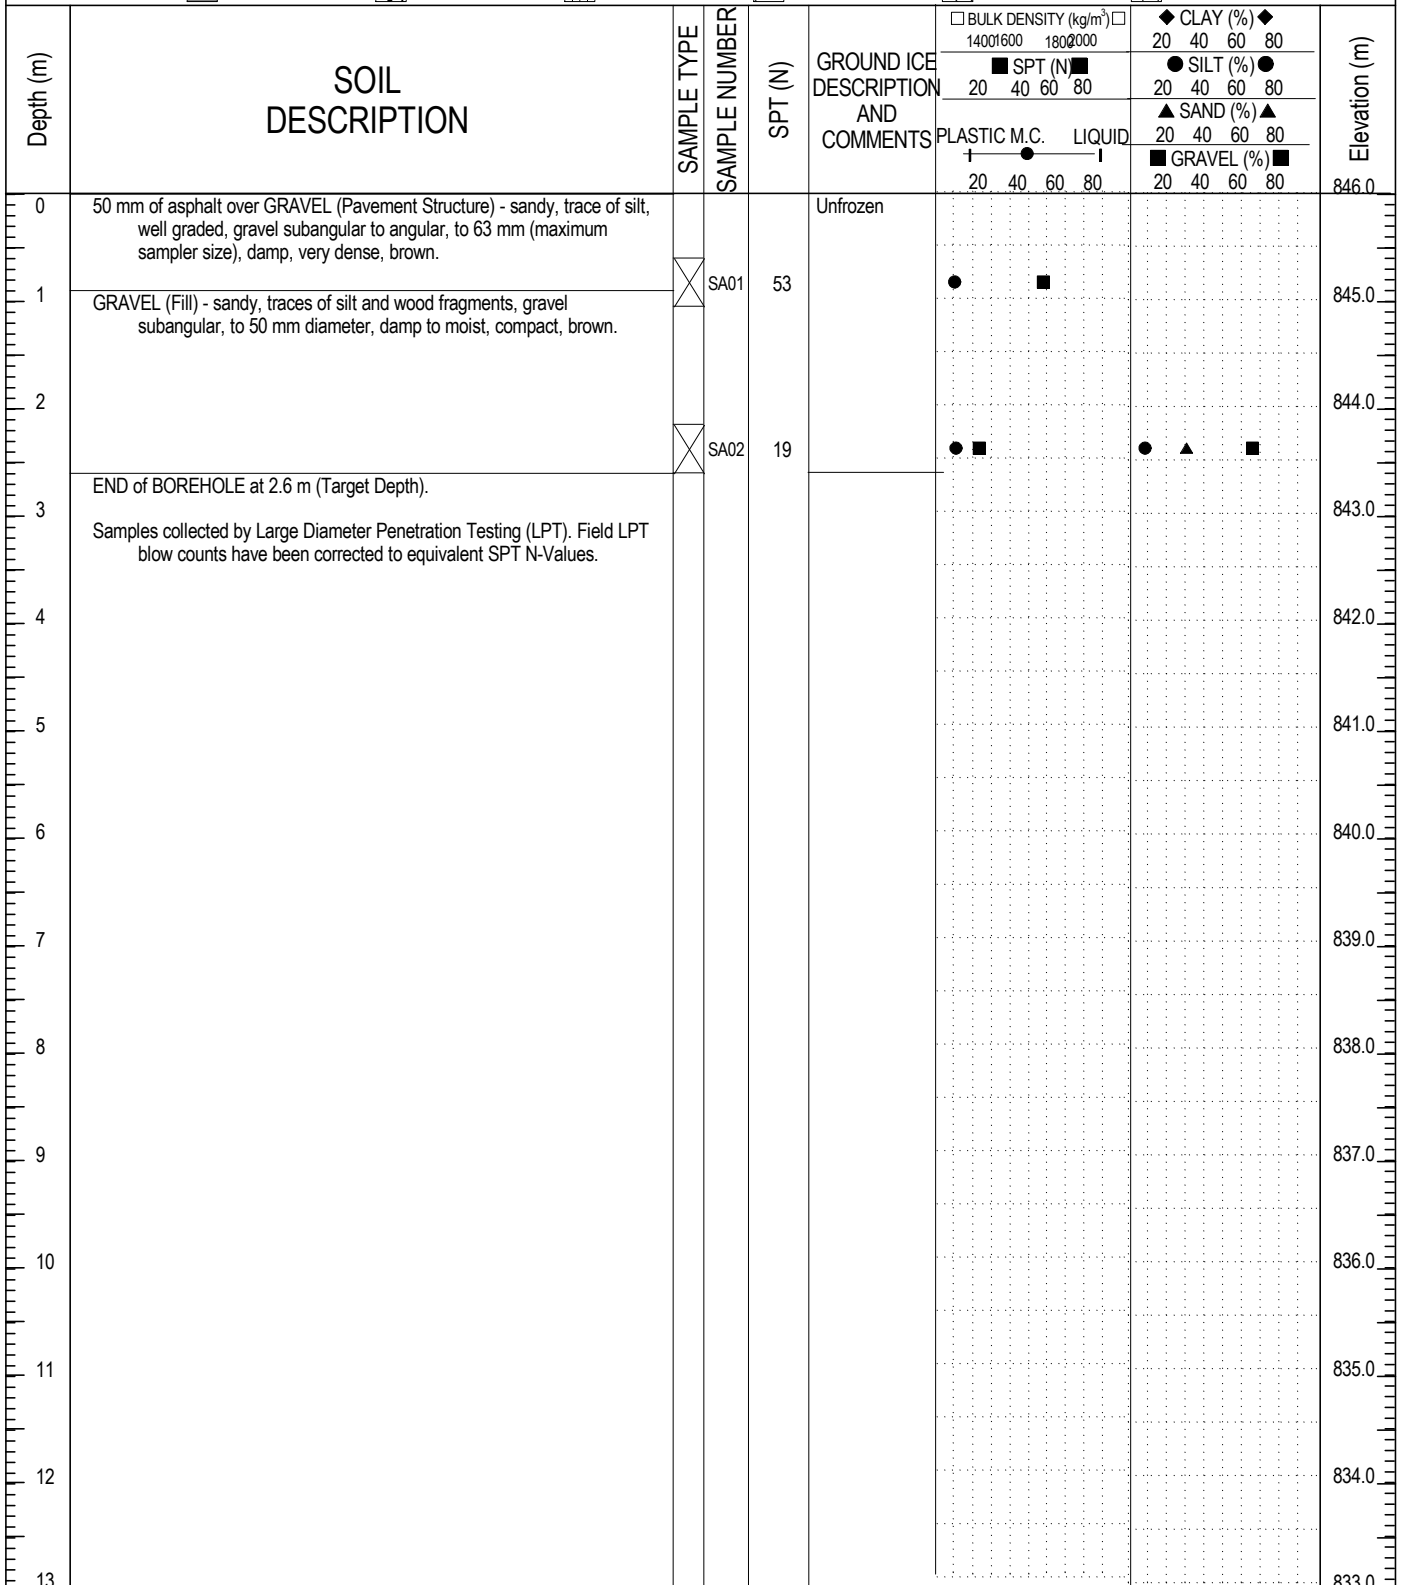 Depth (m)
SOIL
DESCRIPTION
SAMPLE TYPE
SAMPLE NUMBER
SPT (N)
GROUND ICE
DESCRIPTION
AND
COMMENTS
BULK DENSITY (kg/m³)
1400 1600 1800 2000
SPT (N)
20 40 60 80
PLASTIC M.C. LIQUID
20 40 60 80
CLAY (%)
20 40 60 80
SILT (%)
20 40 60 80
SAND (%)
20 40 60 80
GRAVEL (%)
20 40 60 80
Elevation (m)
846.0
0
50 mm of asphalt over GRAVEL (Pavement Structure) - sandy, trace of silt,
well graded, gravel subangular to angular, to 63 mm (maximum
sampler size), damp, very dense, brown.
Unfrozen
SA01 53
1
GRAVEL (Fill) - sandy, traces of silt and wood fragments, gravel
subangular, to 50 mm diameter, damp to moist, compact, brown.
845.0
2
844.0
SA02 19
END of BOREHOLE at 2.6 m (Target Depth).
3
843.0
Samples collected by Large Diameter Penetration Testing (LPT). Field LPT
blow counts have been corrected to equivalent SPT N-Values.
4
842.0
5
841.0
6
840.0
7
839.0
8
838.0
9
837.0
10
836.0
11
835.0
12
834.0
13
833.0